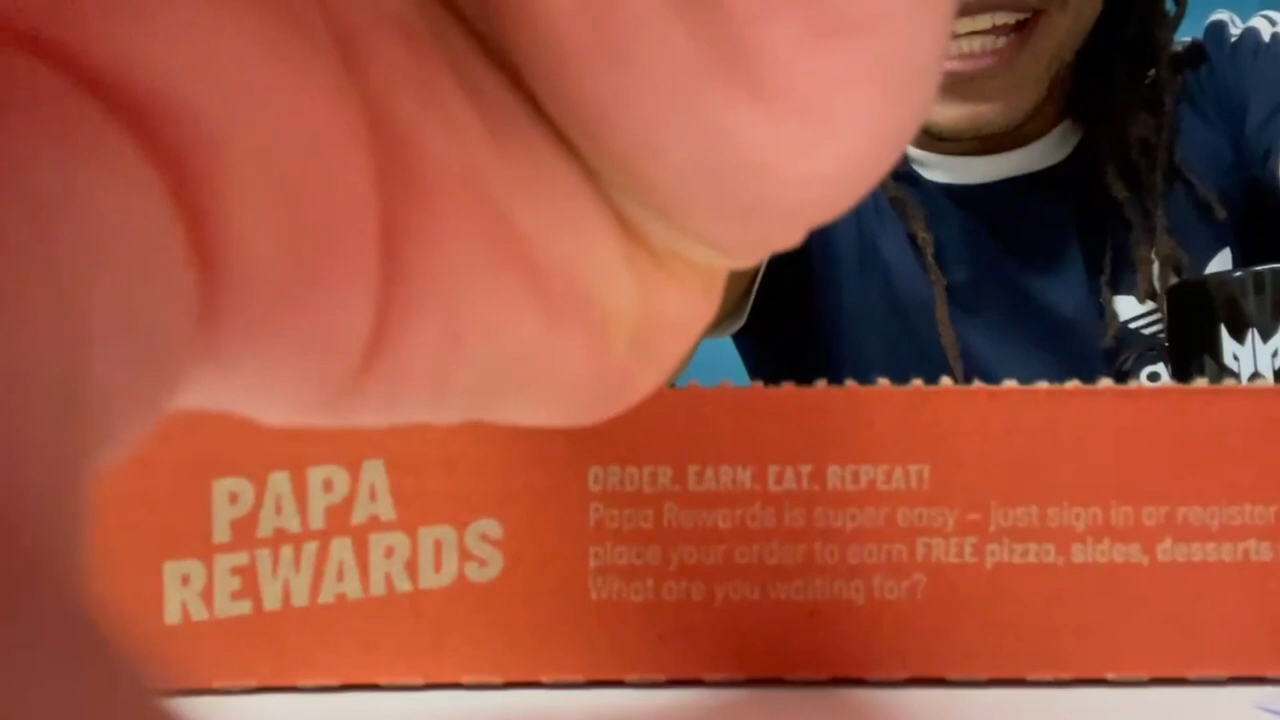 PAPA
REWARDS
ORDER. EARN. EAT. REPEAT!
Papa Rewards is super easy – just sign in or register
place your order to earn FREE pizza, sides, desserts
What are you waiting for?